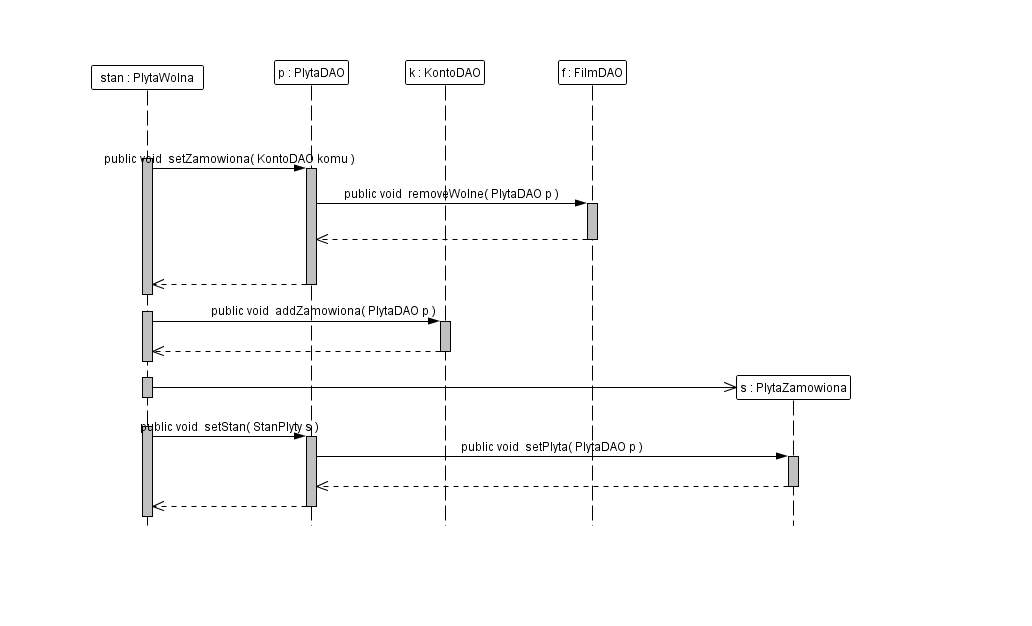 stan : PlytaWolna
p : PlytaDAO
k : KontoDAO
f : FilmDAO
public void setZamowiona( KontoDAO komu )
public void removeWolne( PlytaDAO p )
public void addZamowiona( PlytaDAO p )
s : PlytaZamowiona
public void setStan( StanPlyty s )
public void setPlyta( PlytaDAO p )